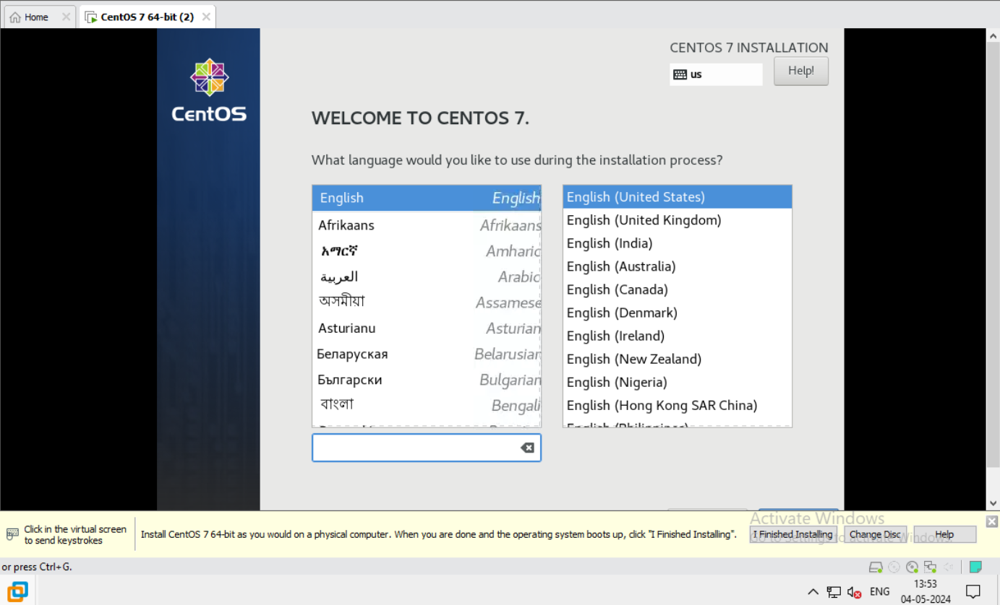 Home
CentOS 7 64-bit (2)
CentOS
CENTOS 7 INSTALLATION
us
Help!
WELCOME TO CENTOS 7.
What language would you like to use during the installation process?
English English
Afrikaans Afrikaans
አማርኛ Amharic
العربية Arabic
অসমীয়া Assamese
Asturianu Asturian
Беларуская Belarusian
Български Bulgarian
বাংলা Bengali
English (United States)
English (United Kingdom)
English (India)
English (Australia)
English (Canada)
English (Denmark)
English (Ireland)
English (New Zealand)
English (Nigeria)
English (Hong Kong SAR China)
English (Philippines)
Activate Windows
Click in the virtual screen
to send keystrokes
Install CentOS 7 64-bit as you would on a physical computer. When you are done and the operating system boots up, click "I Finished Installing".
I Finished Installing
Change Disc
Help
Go to Settings to activate Windows.
or press Ctrl+G.
ENG
13:53
04-05-2024